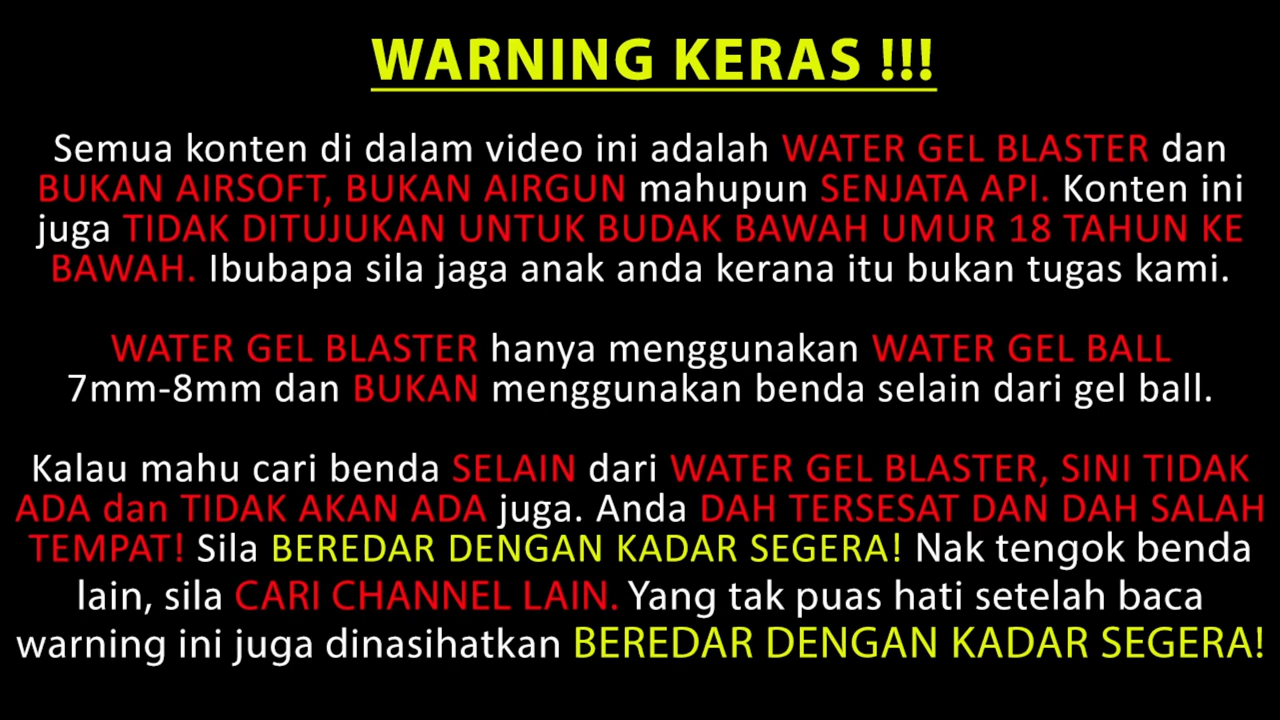 WARNING KERAS !!!
Semua konten di dalam video ini adalah WATER GEL BLASTER dan
BUKAN AIRSOFT, BUKAN AIRGUN mahupun SENJATA API. Konten ini
juga TIDAK DITUJUKAN UNTUK BUDAK BAWAH UMUR 18 TAHUN KE
BAWAH. Ibubapa sila jaga anak anda kerana itu bukan tugas kami.
WATER GEL BLASTER hanya menggunakan WATER GEL BALL
7mm-8mm dan BUKAN menggunakan benda selain dari gel ball.
Kalau mahu cari benda SELAIN dari WATER GEL BLASTER, SINI TIDAK
ADA dan TIDAK AKAN ADA juga. Anda DAH TERSESAT DAN DAH SALAH
TEMPAT! Sila BEREDAR DENGAN KADAR SEGERA! Nak tengok benda
lain, sila CARI CHANNEL LAIN. Yang tak puas hati setelah baca
warning ini juga dinasihatkan BEREDAR DENGAN KADAR SEGERA!